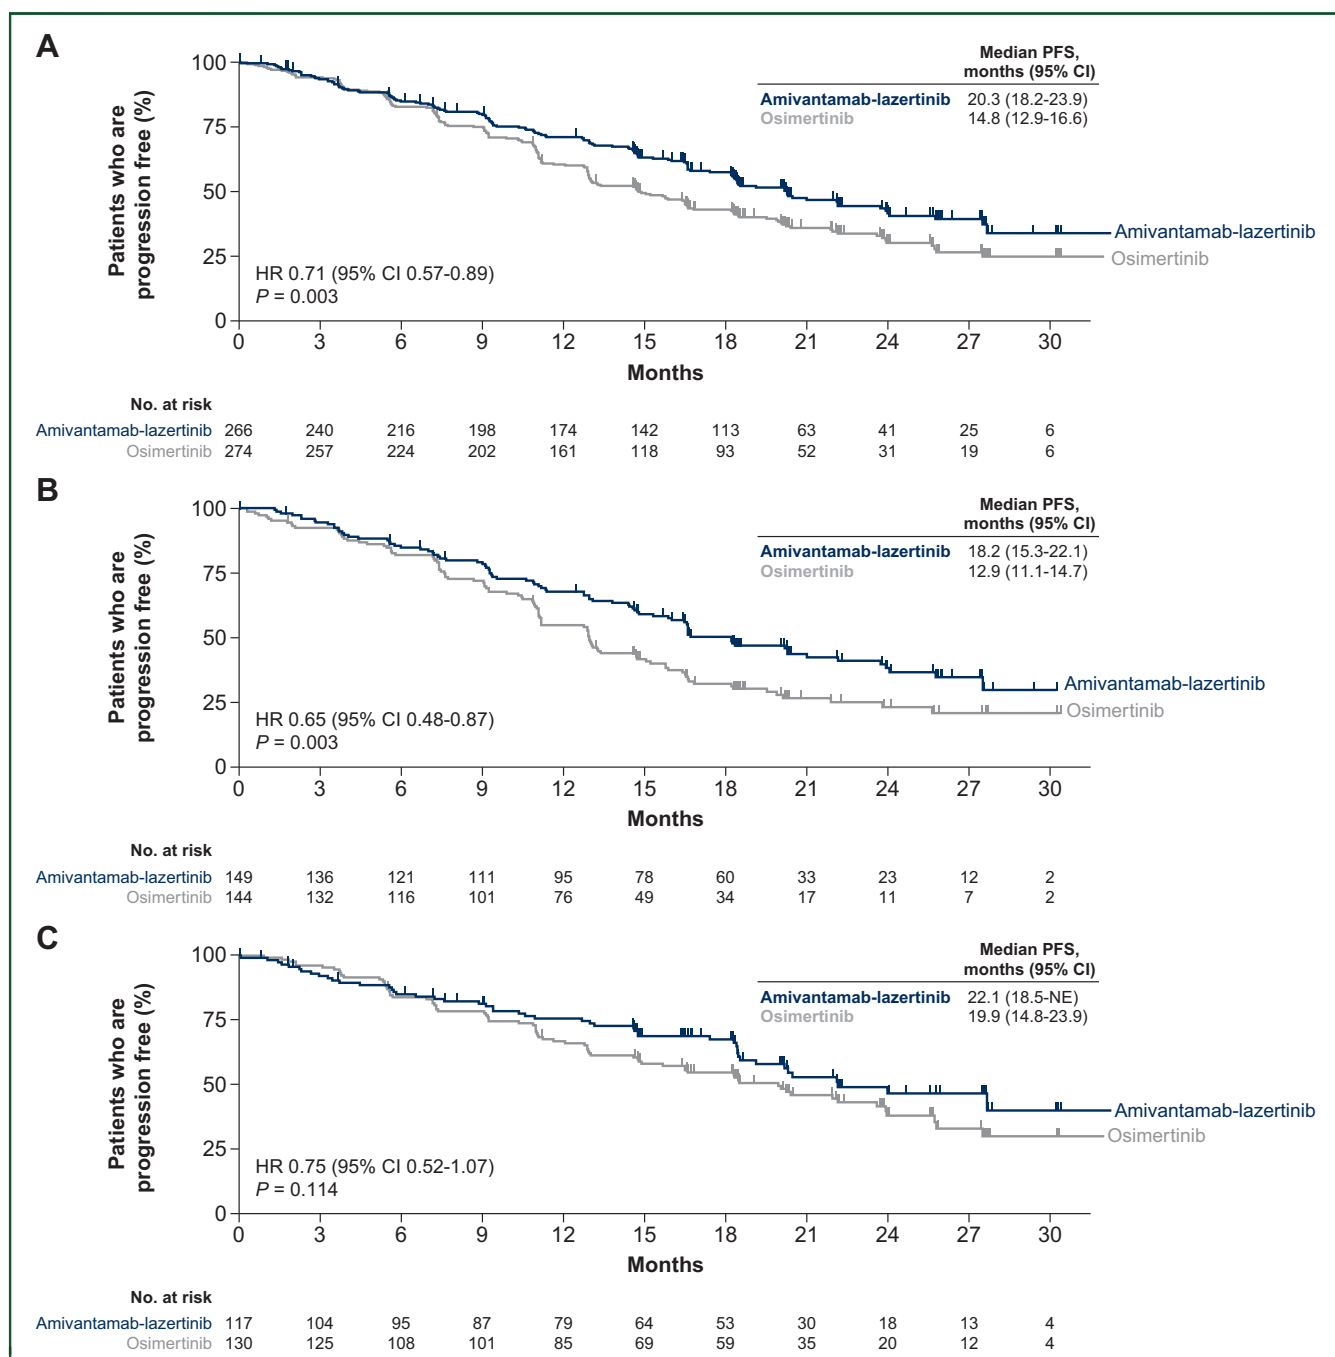 A
Median PFS,
months (95% CI)
Amivantamab-lazertinib 20.3 (18.2-23.9)
Osimertinib 14.8 (12.9-16.6)
Patients who are
progression free (%)
100
75
50
25
0
HR 0.71 (95% CI 0.57-0.89)
P = 0.003
Amivantamab-lazertinib
Osimertinib
0 3 6 9 12 15 18 21 24 27 30
Months
No. at risk
Amivantamab-lazertinib 266 240 216 198 174 142 113 63 41 25 6
Osimertinib 274 257 224 202 161 118 93 52 31 19 6
B
Median PFS,
months (95% CI)
Amivantamab-lazertinib 18.2 (15.3-22.1)
Osimertinib 12.9 (11.1-14.7)
Patients who are
progression free (%)
100
75
50
25
0
HR 0.65 (95% CI 0.48-0.87)
P = 0.003
Amivantamab-lazertinib
Osimertinib
0 3 6 9 12 15 18 21 24 27 30
Months
No. at risk
Amivantamab-lazertinib 149 136 121 111 95 78 60 33 23 12 2
Osimertinib 144 132 116 101 76 49 34 17 11 7 2
C
Median PFS,
months (95% CI)
Amivantamab-lazertinib 22.1 (18.5-NE)
Osimertinib 19.9 (14.8-23.9)
Patients who are
progression free (%)
100
75
50
25
0
HR 0.75 (95% CI 0.52-1.07)
P = 0.114
Amivantamab-lazertinib
Osimertinib
0 3 6 9 12 15 18 21 24 27 30
Months
No. at risk
Amivantamab-lazertinib 117 104 95 87 79 64 53 30 18 13 4
Osimertinib 130 125 108 101 85 69 59 35 20 12 4